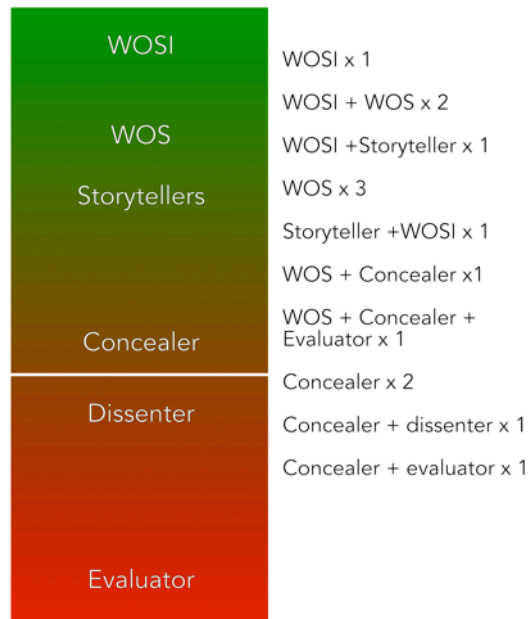 WOSI
WOS
Storytellers
Concealer
Dissenter
Evaluator
WOSI x 1
WOSI + WOS x 2
WOSI +Storyteller x 1
WOS x 3
Storyteller +WOSI x 1
WOS + Concealer x1
WOS + Concealer +
Evaluator x 1
Concealer x 2
Concealer + dissenter x 1
Concealer + evaluator x 1